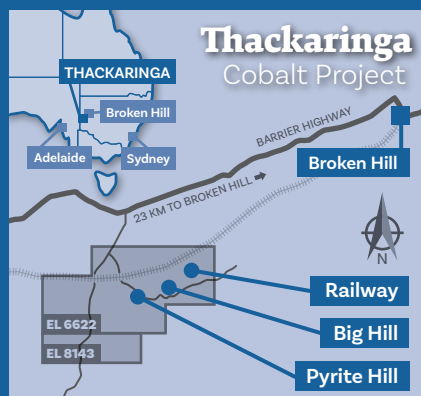 Thackaringa
Cobalt Project
THACKARINGA
Broken Hill
Adelaide
Sydney
BARRIER HIGHWAY
Broken Hill
23 KM TO BROKEN HILL
N
Railway
Big Hill
Pyrite Hill
EL 6622
EL 8143